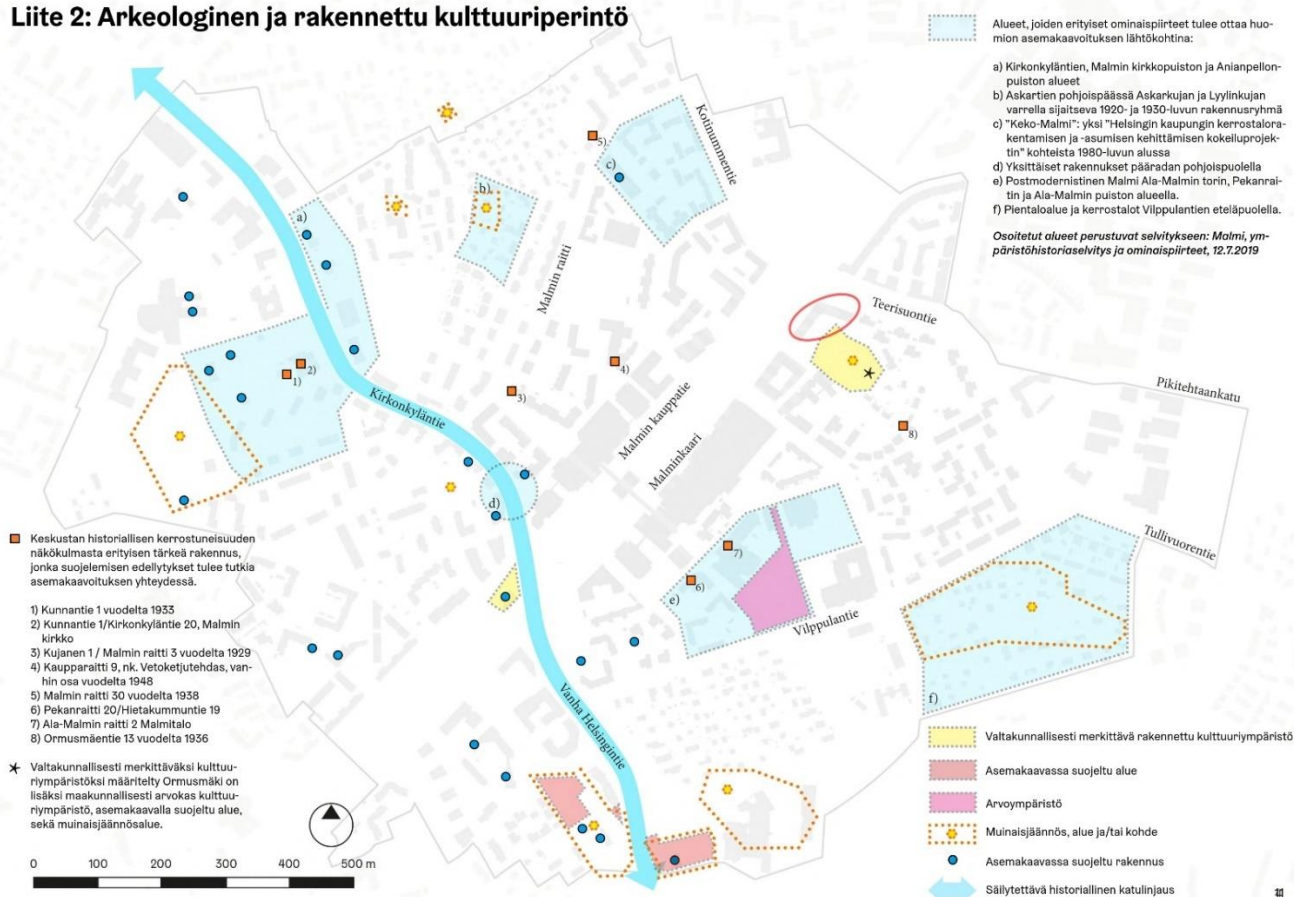 Liite 2: Arkeologinen ja rakennettu kulttuuriperintö
Alueet, joiden erityiset ominaispiirteet tulee ottaa huo-
mion asemakaavoituksen lähtökohtina:
a) Kirkonkyläntien, Malmin kirkkopuiston ja Anianpellon-
puiston alueet
b) Askartien pohjoispäässä Askarkujan ja Lyylinkujan
varrella sijaitseva 1920- ja 1930-luvun rakennusryhmä
c) "Keko-Malmi": yksi "Helsingin kaupungin kerrostalora-
kentamisen ja -asumisen kehittämisen kokeiluprojek-
tin" kohteista 1980-luvun alussa
d) Yksittäiset rakennukset pääradan pohjoispuolella
e) Postmodernistinen Malmi Ala-Malmin torin, Pekanrai-
tin ja Ala-Malmin puiston alueella.
f) Pientaloalue ja kerrostalot Vilppulantien eteläpuolella.
Osoitetut alueet perustuvat selvitykseen: Malmi, ym-
päristöhistoriaselvitys ja ominaispiirteet, 12.7.2019
Kotinummentie
5)
c)
b)
a)
Malmin raitti
Teerisuontie
Pikitehtaankatu
2)
1)
4)
3)
8)
Kirkonkyläntie
Malmin kauppatie
Malminkaari
d)
7)
6)
e)
Vilppulantie
Tullivuorentie
f)
Vanha Helsingintie
Keskustan historiallisen kerrostuneisuuden
näkökulmasta erityisen tärkeä rakennus,
jonka suojelemisen edellytykset tulee tutkia
asemakaavoituksen yhteydessä.
1) Kunnantie 1 vuodelta 1933
2) Kunnantie 1/Kirkonkyläntie 20, Malmin
kirkko
3) Kujanen 1 / Malmin raitti 3 vuodelta 1929
4) Kaupparaitti 9, nk. Vetoketjutehdas, van-
hin osa vuodelta 1948
5) Malmin raitti 30 vuodelta 1938
6) Pekanraitti 20/Hietakummuntie 19
7) Ala-Malmin raitti 2 Malmitalo
8) Ormusmäentie 13 vuodelta 1936
Valtakunnallisesti merkittäväksi kulttuu-
riympäristöksi määritelty Ormusmäki on
lisäksi maakunnallisesti arvokas kulttuu-
riympäristö, asemakaavalla suojeltu alue,
sekä muinaisjäännösalue.
0 100 200 300 400 500 m
Valtakunnallisesti merkittävä rakennettu kulttuuriympäristö
Asemakaavassa suojeltu alue
Arvoympäristö
Muinaisjäännös, alue ja/tai kohde
Asemakaavassa suojeltu rakennus
Säilytettävä historiallinen katulinjaus